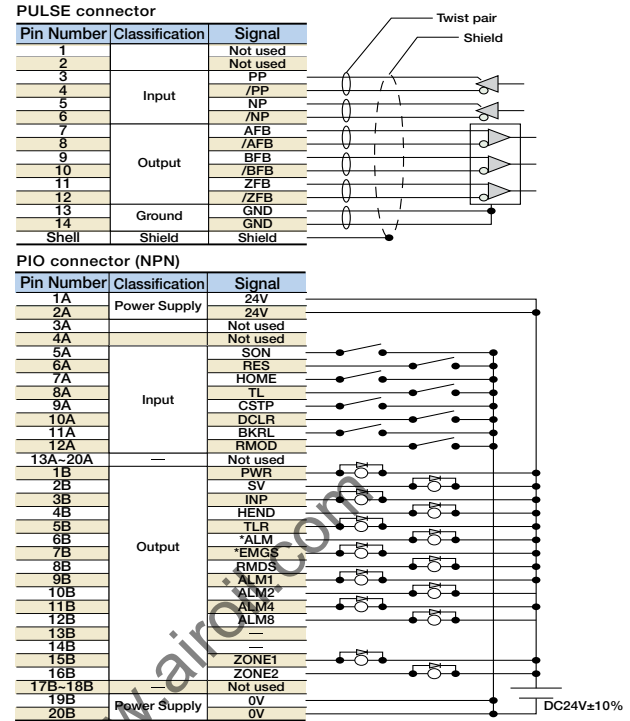 PULSE connector
Twist pair
Shield
Pin Number Classification Signal
1 Not used
2 Not used
3 PP
4 /PP
Input
5 NP
6 /NP
7 AFB
8 /AFB
9 BFB
Output
10 /BFB
11 ZFB
12 /ZFB
13 GND
Ground
14 GND
Shell Shield Shield
PIO connector (NPN)
Pin Number Classification Signal
1A 24V
Power Supply
2A 24V
3A Not used
4A Not used
5A SON
6A RES
7A HOME
8A TL
Input
9A CSTP
10A DCLR
11A BKRL
12A RMOD
13A~20A — Not used
1B PWR
2B SV
3B INP
4B HEND
5B TLR
6B *ALM
Output
7B *EMGS
8B RMDS
9B ALM1
10B ALM2
11B ALM4
12B ALM8
13B —
14B —
15B ZONE1
16B ZONE2
17B~18B — Not used
19B 0V
Power Supply
20B 0V
DC24V±10%
w.airoil.com